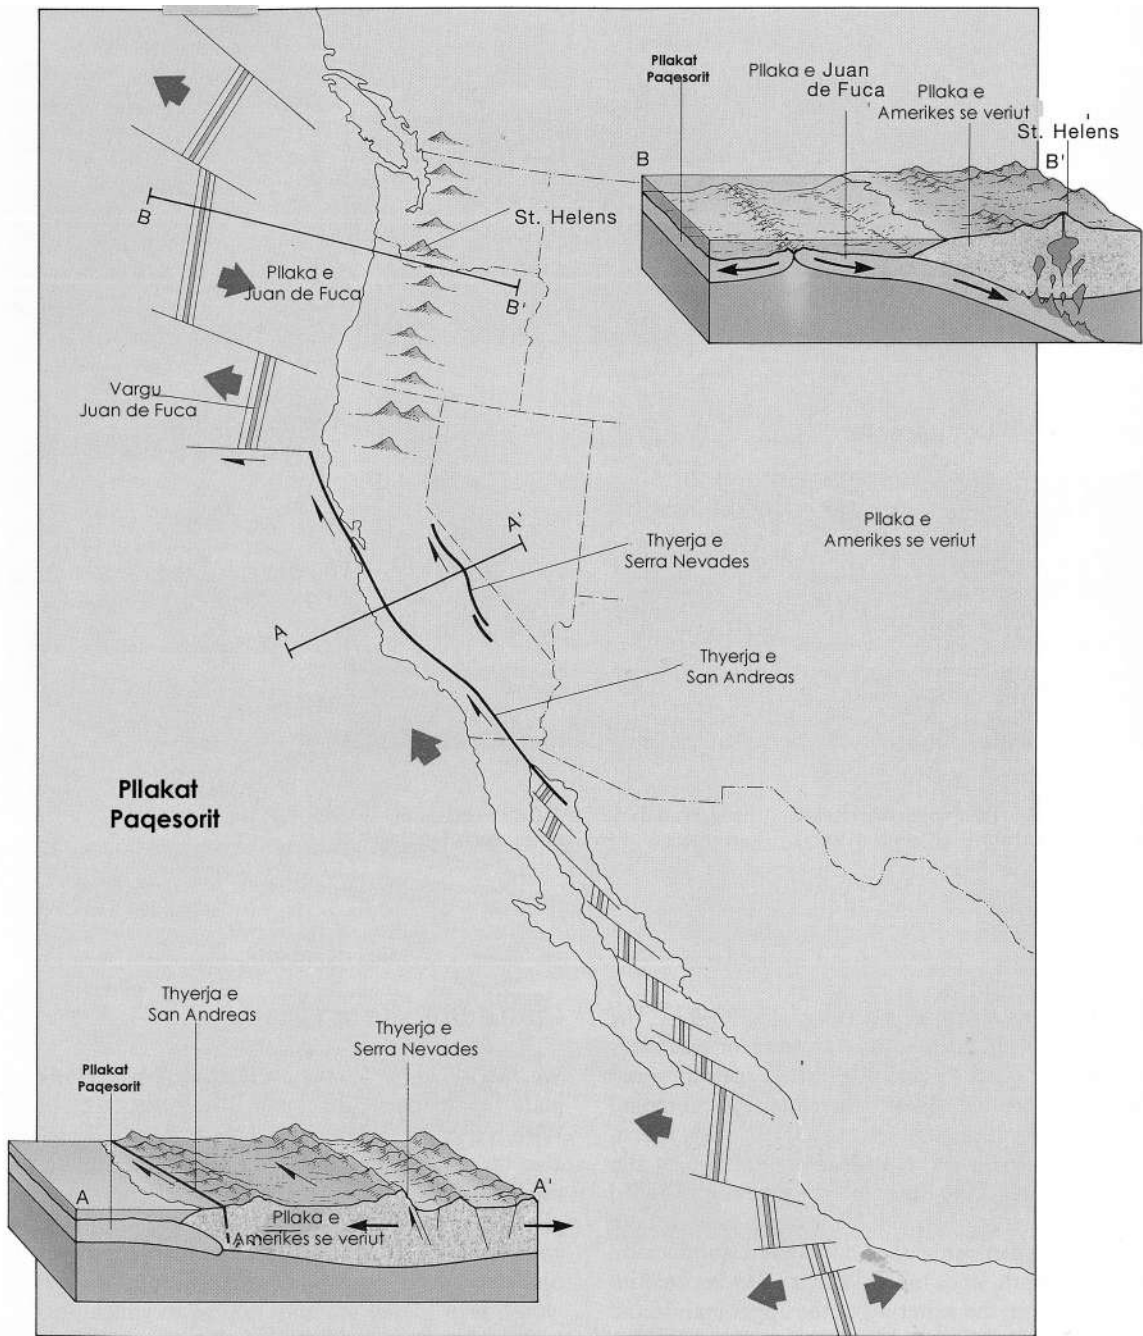 Pllakat
Paqesorit
Pllaka e Juan
de Fuca
Pllaka e
Amerikes se veriut
St. Helens
B
B'
B
St. Helens
B'
Pllaka e
Juan de Fuca
Vargu
Juan de Fuca
Pllaka e
Amerikes se veriut
A'
Thyerja e
Serra Nevades
A
Thyerja e
San Andreas
Pllakat
Paqesorit
Thyerja e
San Andreas
Thyerja e
Serra Nevades
Pllakat
Paqesorit
A
A'
Pllaka e
Amerikes se veriut